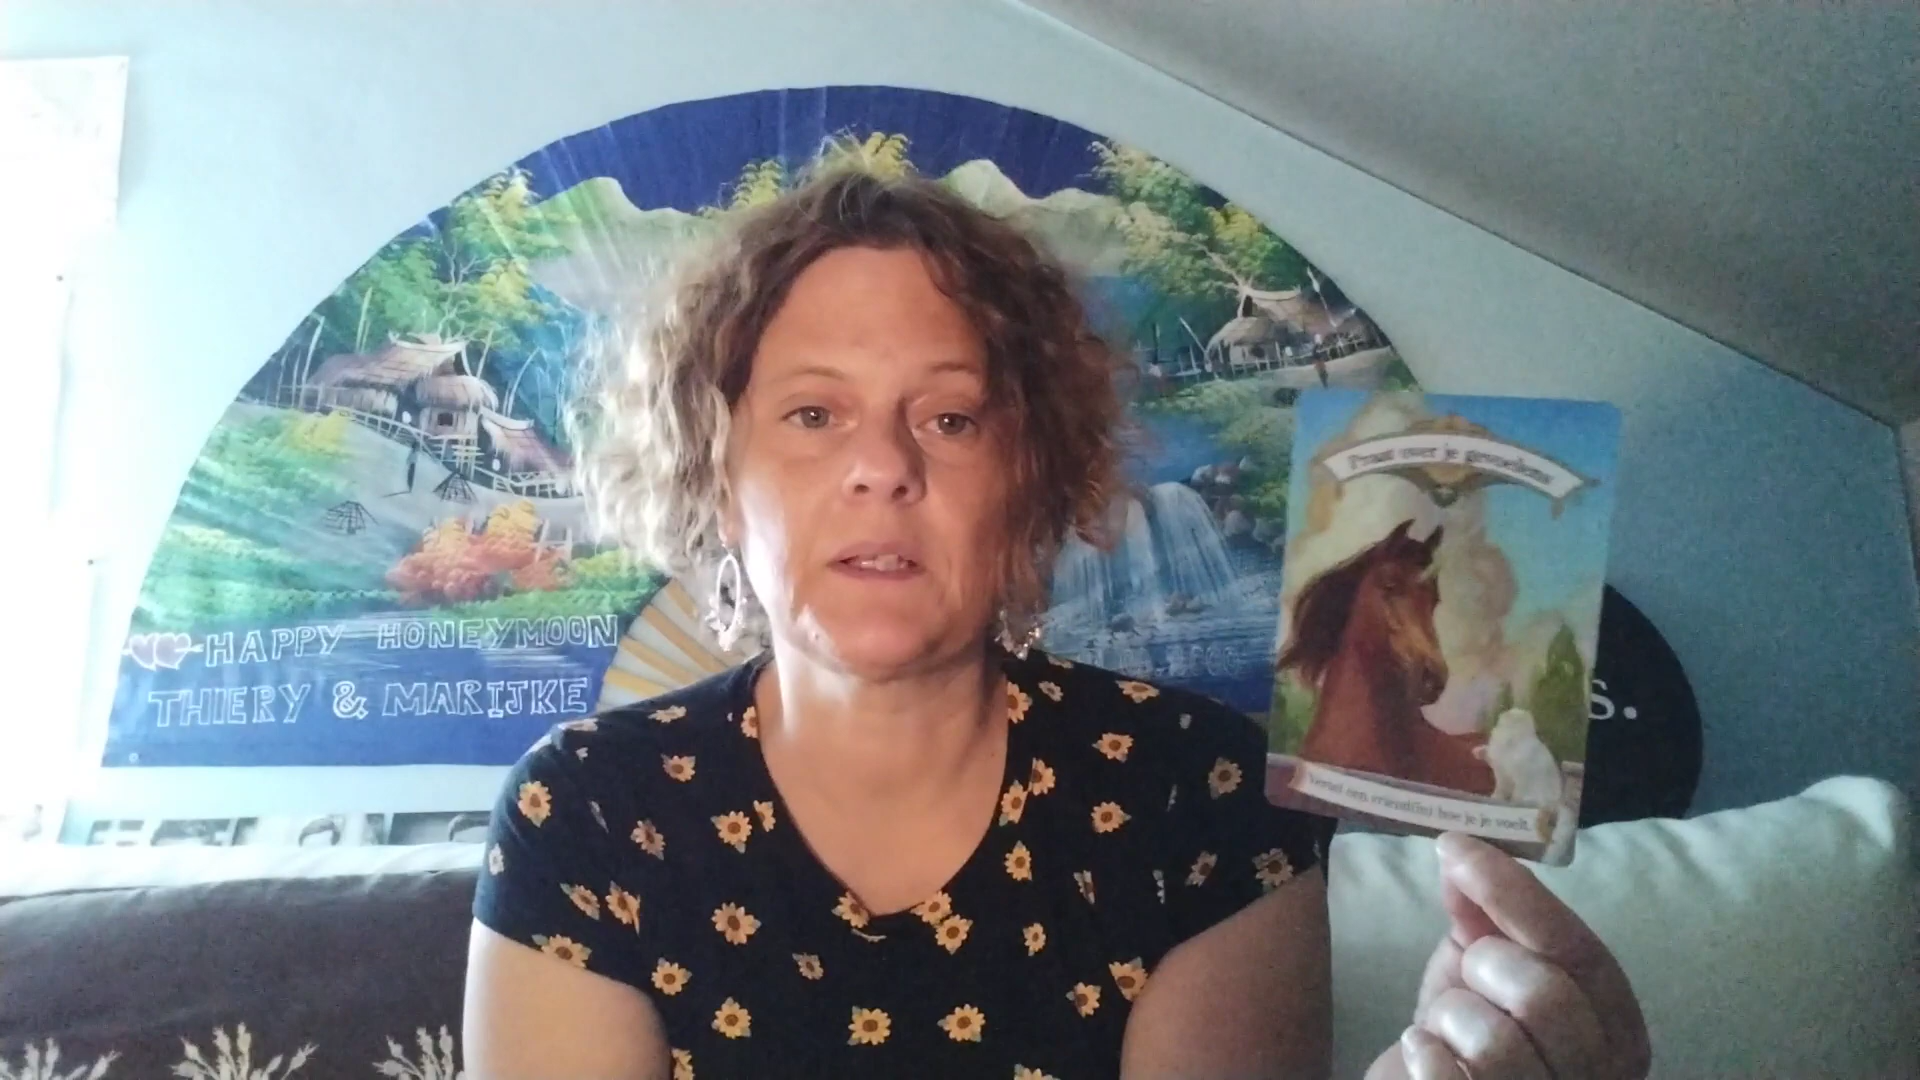 HAPPY HONEYMOON
THIERY & MARIJKE
Praat over je gevoelens
Vertel een vriend(in) hoe je je voelt.
s.